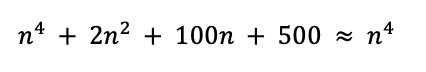 n⁴ + 2n² + 100n + 500 ≈ n⁴